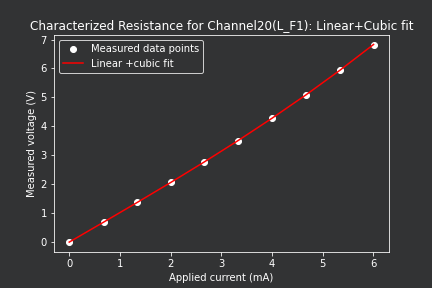 Characterized Resistance for Channel20(L_F1): Linear+Cubic fit
Measured data points
Linear +cubic fit
7
6
5
4
3
2
1
0
Measured voltage (V)
0 1 2 3 4 5 6
Applied current (mA)